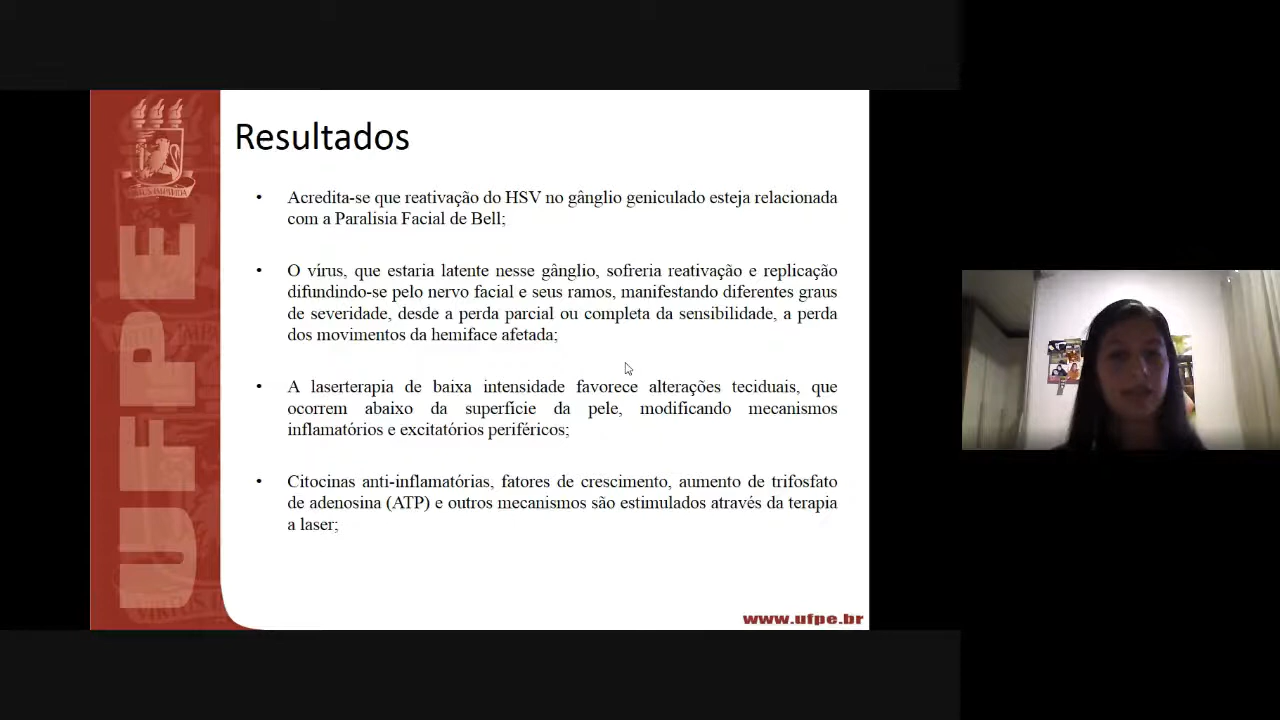 Resultados
• Acredita-se que reativação do HSV no gânglio geniculado esteja relacionada
com a Paralisia Facial de Bell;
• O vírus, que estaria latente nesse gânglio, sofreria reativação e replicação
difundindo-se pelo nervo facial e seus ramos, manifestando diferentes graus
de severidade, desde a perda parcial ou completa da sensibilidade, a perda
dos movimentos da hemiface afetada;
• A laserterapia de baixa intensidade favorece alterações teciduais, que
ocorrem abaixo da superfície da pele, modificando mecanismos
inflamatórios e excitatórios periféricos;
• Citocinas anti-inflamatórias, fatores de crescimento, aumento de trifosfato
de adenosina (ATP) e outros mecanismos são estimulados através da terapia
a laser;
UFPE
www.ufpe.br